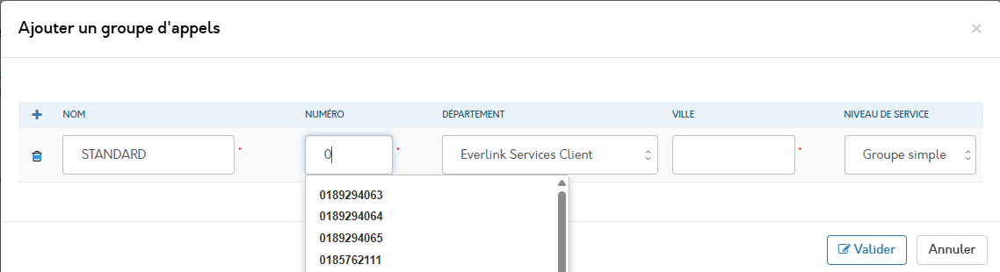 Ajouter un groupe d'appels ×
NOM NUMÉRO DÉPARTEMENT VILLE NIVEAU DE SERVICE
STANDARD * 0 * Everlink Services Client * Groupe simple
0189294063
0189294064
0189294065
0185762111
Valider Annuler